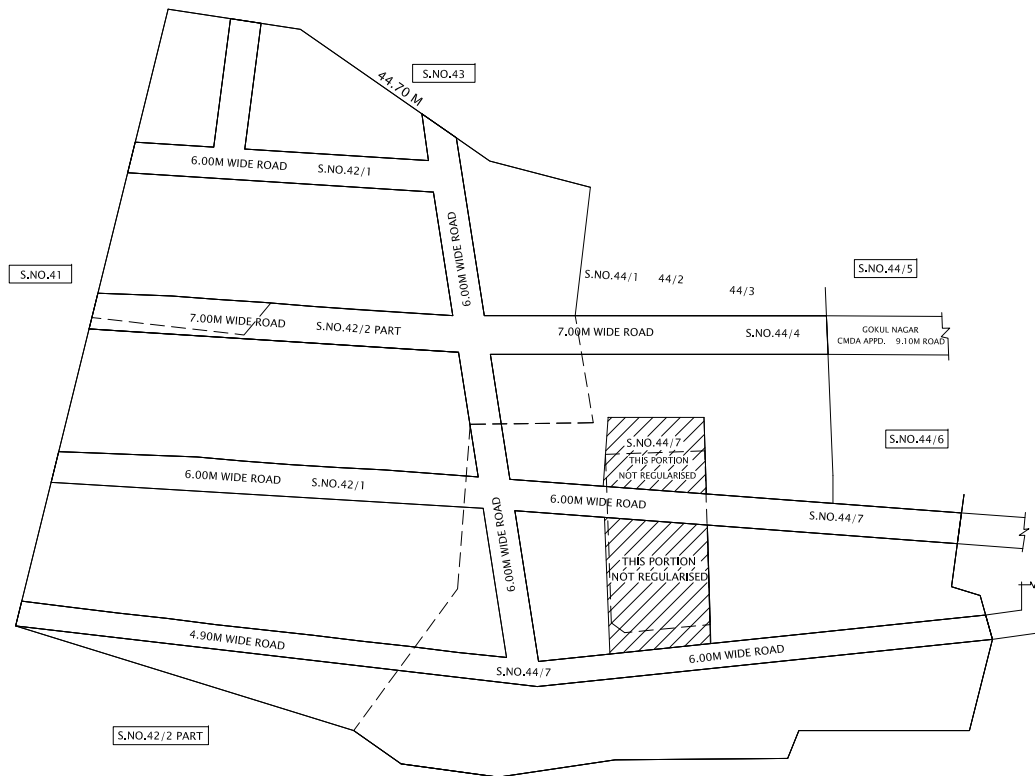 S.NO.43
44.70 M
6.00M WIDE ROAD S.NO.42/1
6.00M WIDE ROAD
S.NO.41
S.NO.44/1 44/2 44/3
S.NO.44/5
7.00M WIDE ROAD S.NO.42/2 PART
7.00M WIDE ROAD S.NO.44/4
GOKUL NAGAR
CMDA APPD. 9.10M ROAD
S.NO.44/7
THIS PORTION
NOT REGULARISED
S.NO.44/6
6.00M WIDE ROAD S.NO.42/1
6.00M WIDE ROAD
6.00M WIDE ROAD S.NO.44/7
THIS PORTION
NOT REGULARISED
4.90M WIDE ROAD
S.NO.44/7
6.00M WIDE ROAD
S.NO.42/2 PART
N
N
N